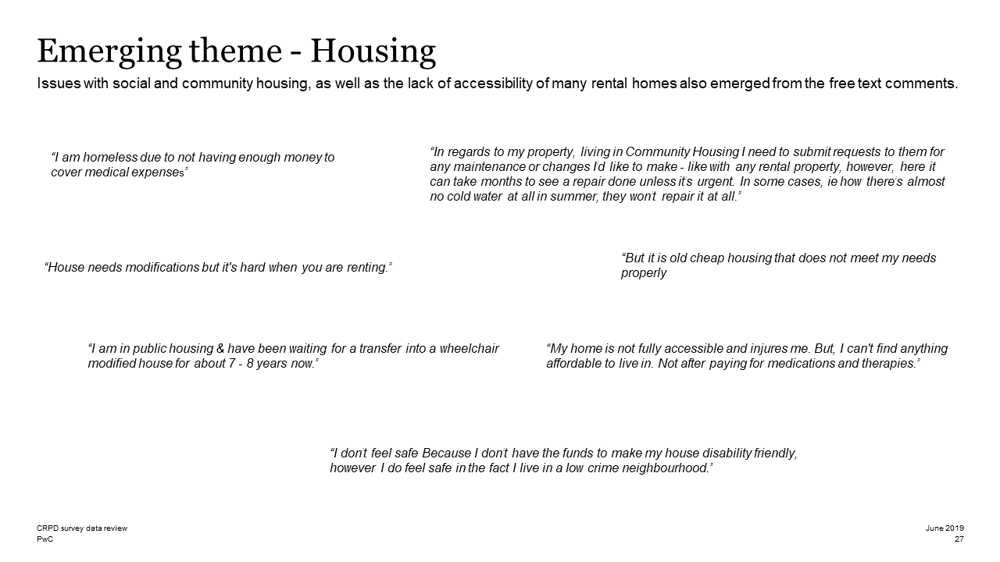 Emerging theme - Housing
Issues with social and community housing, as well as the lack of accessibility of many rental homes also emerged from the free text comments.
“I am homeless due to not having enough money to
cover medical expenses”
“In regards to my property, living in Community Housing I need to submit requests to them for
any maintenance or changes I'd like to make - like with any rental property, however, here it
can take months to see a repair done unless it's urgent. In some cases, ie how there's almost
no cold water at all in summer, they won't repair it at all.”
“House needs modifications but it's hard when you are renting.”
“But it is old cheap housing that does not meet my needs
properly
“I am in public housing & have been waiting for a transfer into a wheelchair
modified house for about 7 - 8 years now.”
“My home is not fully accessible and injures me. But, I can't find anything
affordable to live in. Not after paying for medications and therapies.”
“I don't feel safe Because I don't have the funds to make my house disability friendly,
however I do feel safe in the fact I live in a low crime neighbourhood.”
CRPD survey data review
PwC
June 2019
27